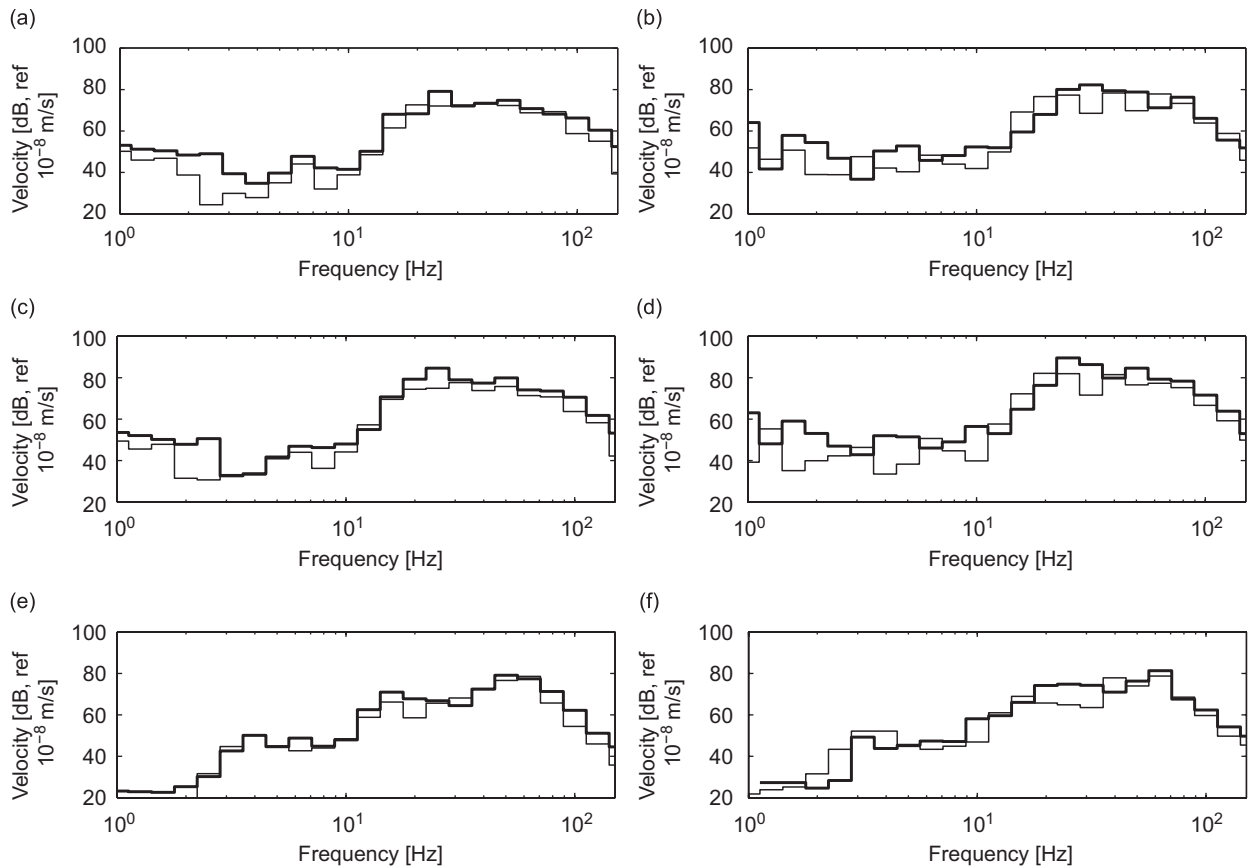 (a)
100
80
60
40
20
Velocity [dB, ref
10⁻⁸ m/s]
10⁰
10¹
10²
Frequency [Hz]
(b)
100
80
60
40
20
Velocity [dB, ref
10⁻⁸ m/s]
10⁰
10¹
10²
Frequency [Hz]
(c)
100
80
60
40
20
Velocity [dB, ref
10⁻⁸ m/s]
10⁰
10¹
10²
Frequency [Hz]
(d)
100
80
60
40
20
Velocity [dB, ref
10⁻⁸ m/s]
10⁰
10¹
10²
Frequency [Hz]
(e)
100
80
60
40
20
Velocity [dB, ref
10⁻⁸ m/s]
10⁰
10¹
10²
Frequency [Hz]
(f)
100
80
60
40
20
Velocity [dB, ref
10⁻⁸ m/s]
10⁰
10¹
10²
Frequency [Hz]